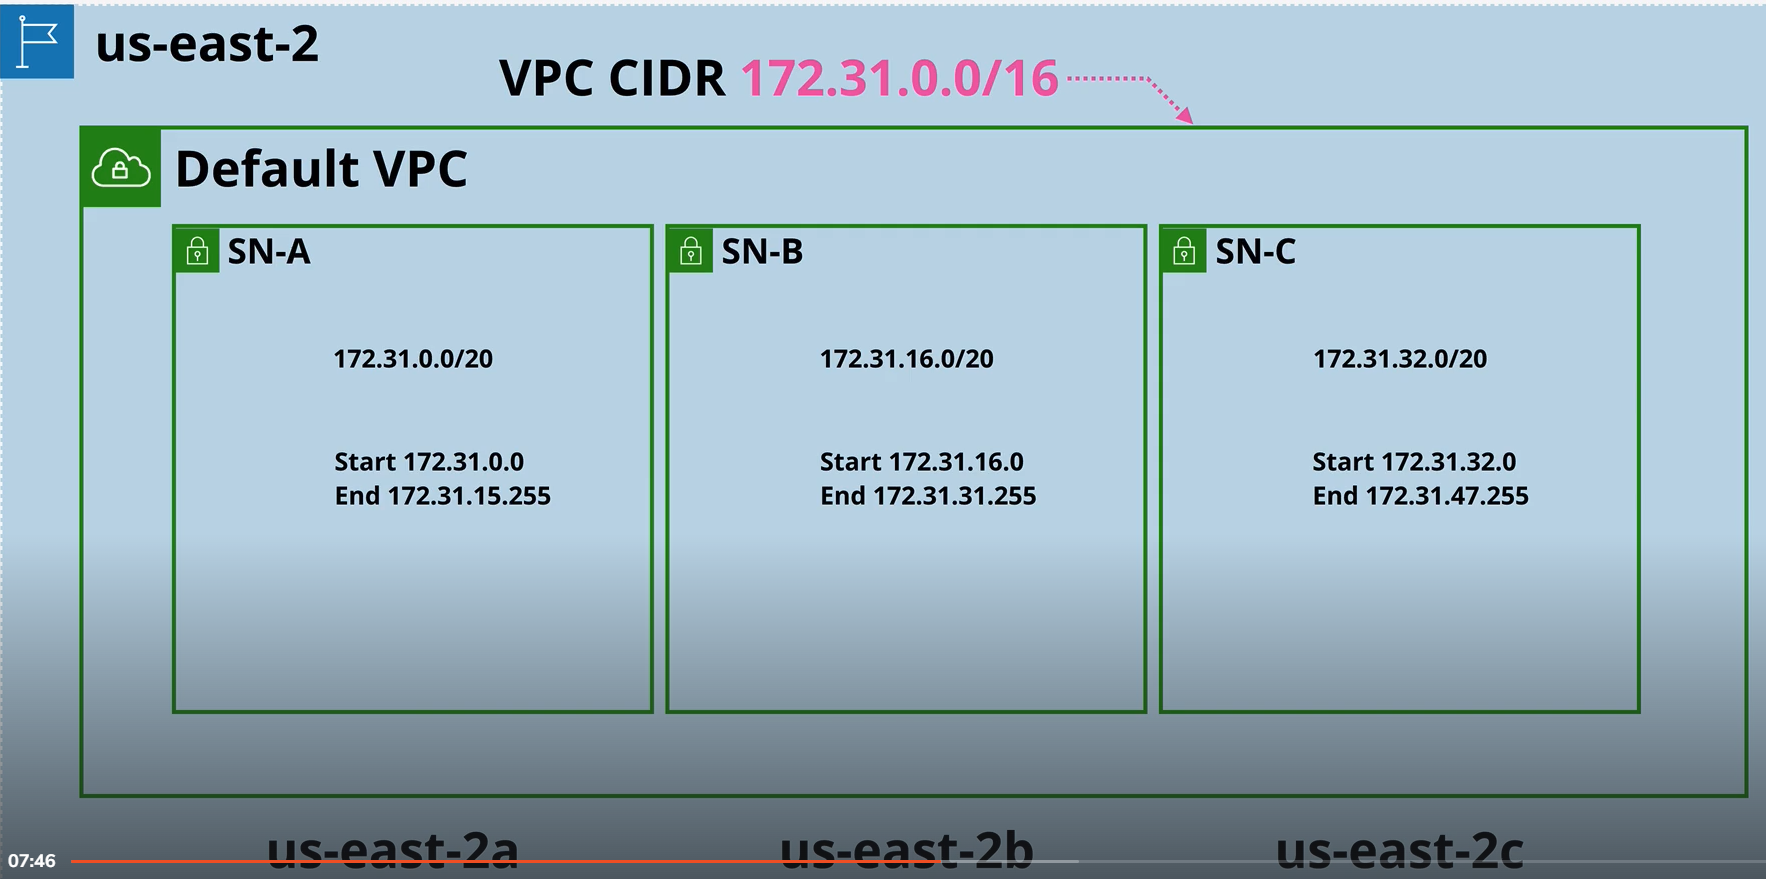 us-east-2
VPC CIDR 172.31.0.0/16
Default VPC
SN-A
172.31.0.0/20
Start 172.31.0.0
End 172.31.15.255
SN-B
172.31.16.0/20
Start 172.31.16.0
End 172.31.31.255
SN-C
172.31.32.0/20
Start 172.31.32.0
End 172.31.47.255
us-east-2a
us-east-2b
us-east-2c
07:46